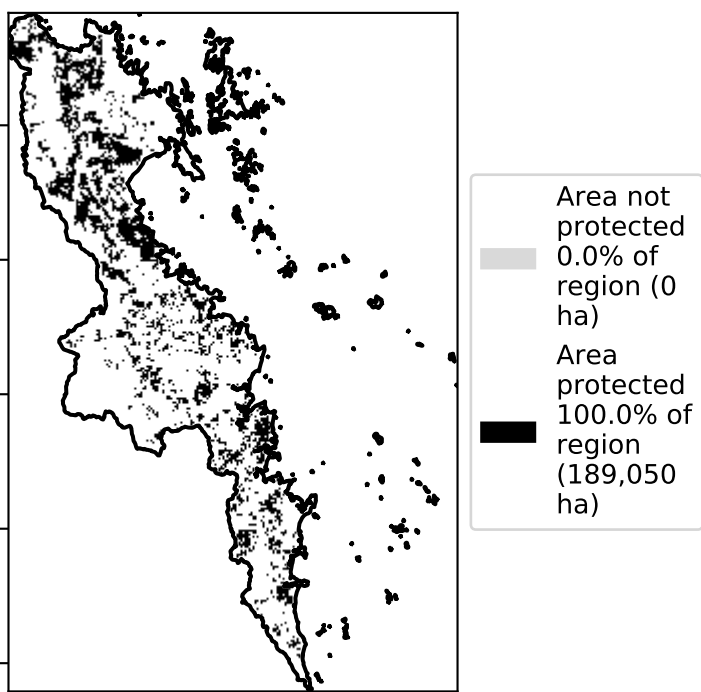 Area not
protected
0.0% of
region (0
ha)
Area
protected
100.0% of
region
(189,050
ha)